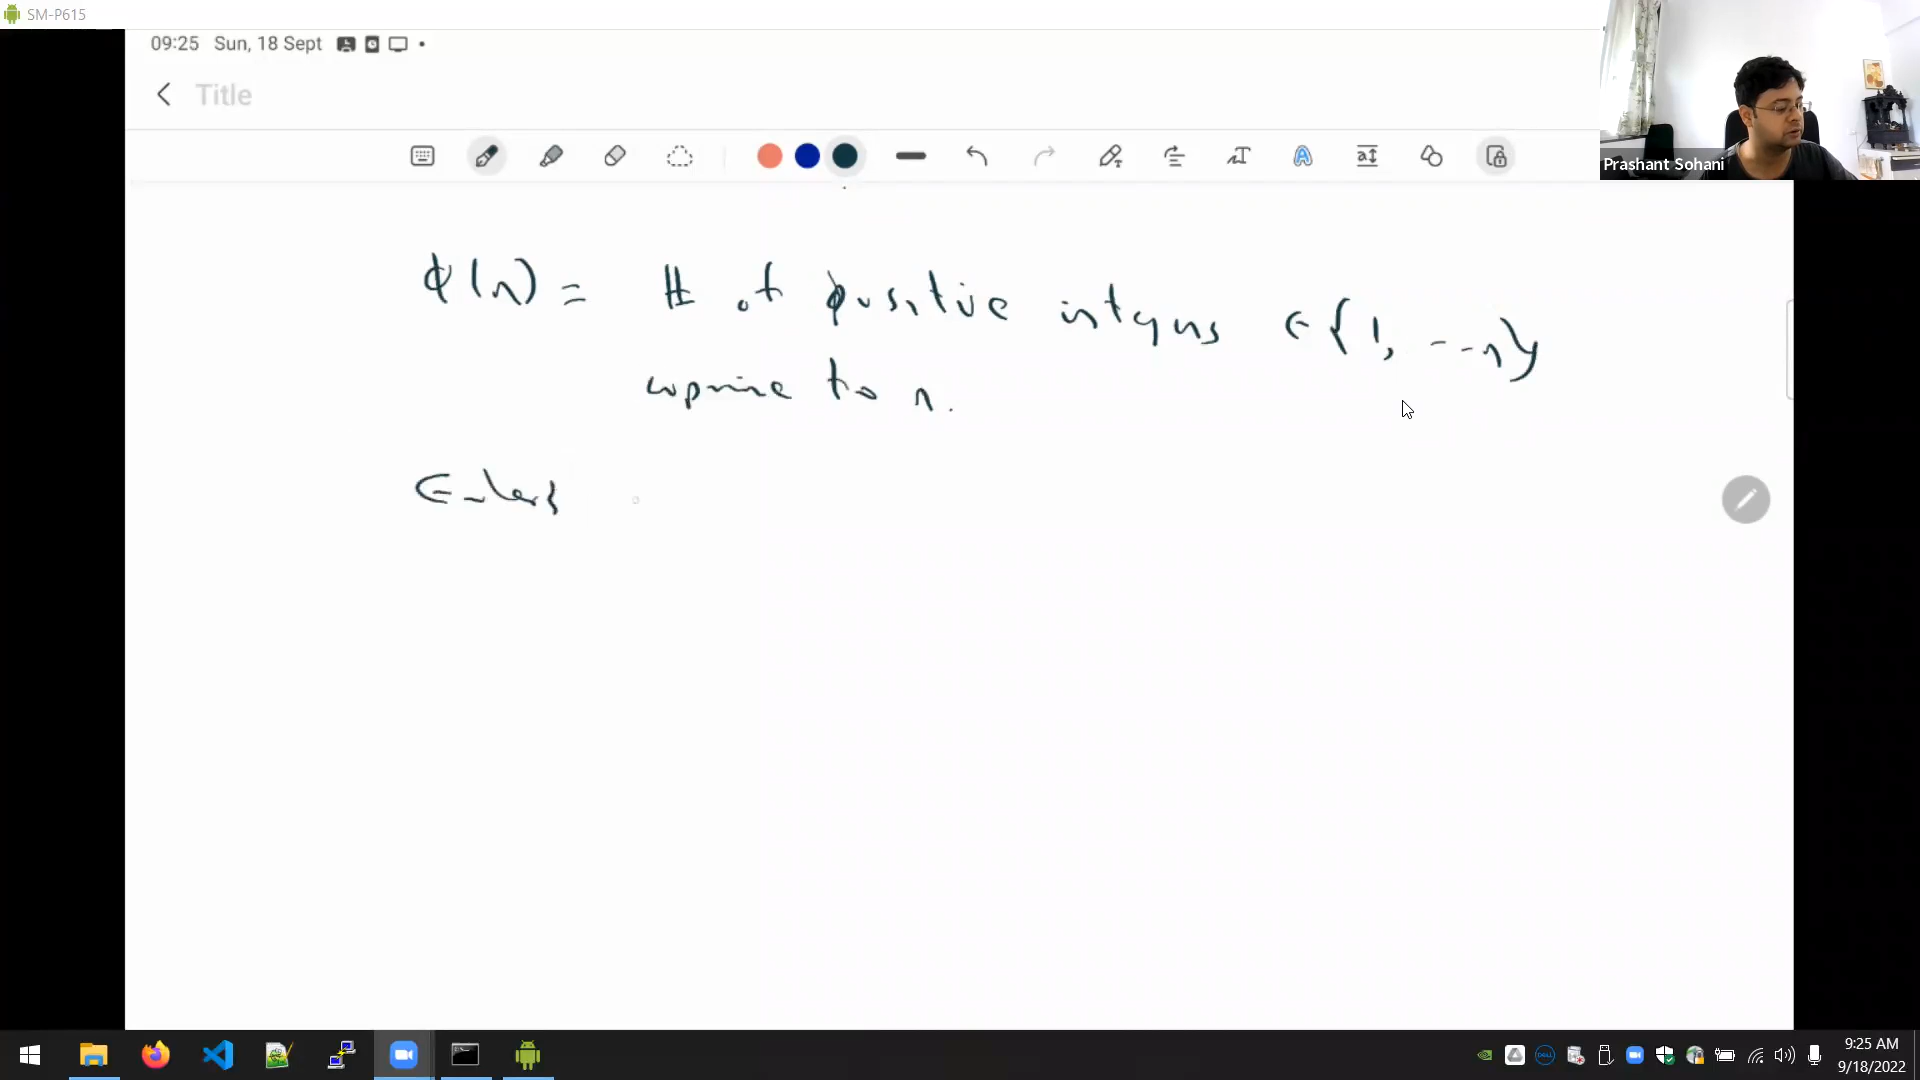 SM-P615
09:25 Sun, 18 Sept
Title
Prashant Sohani
ϕ(n) = # of positive integers ∈ {1, ---n}
coprime to n.
Eulers
9:25 AM
9/18/2022